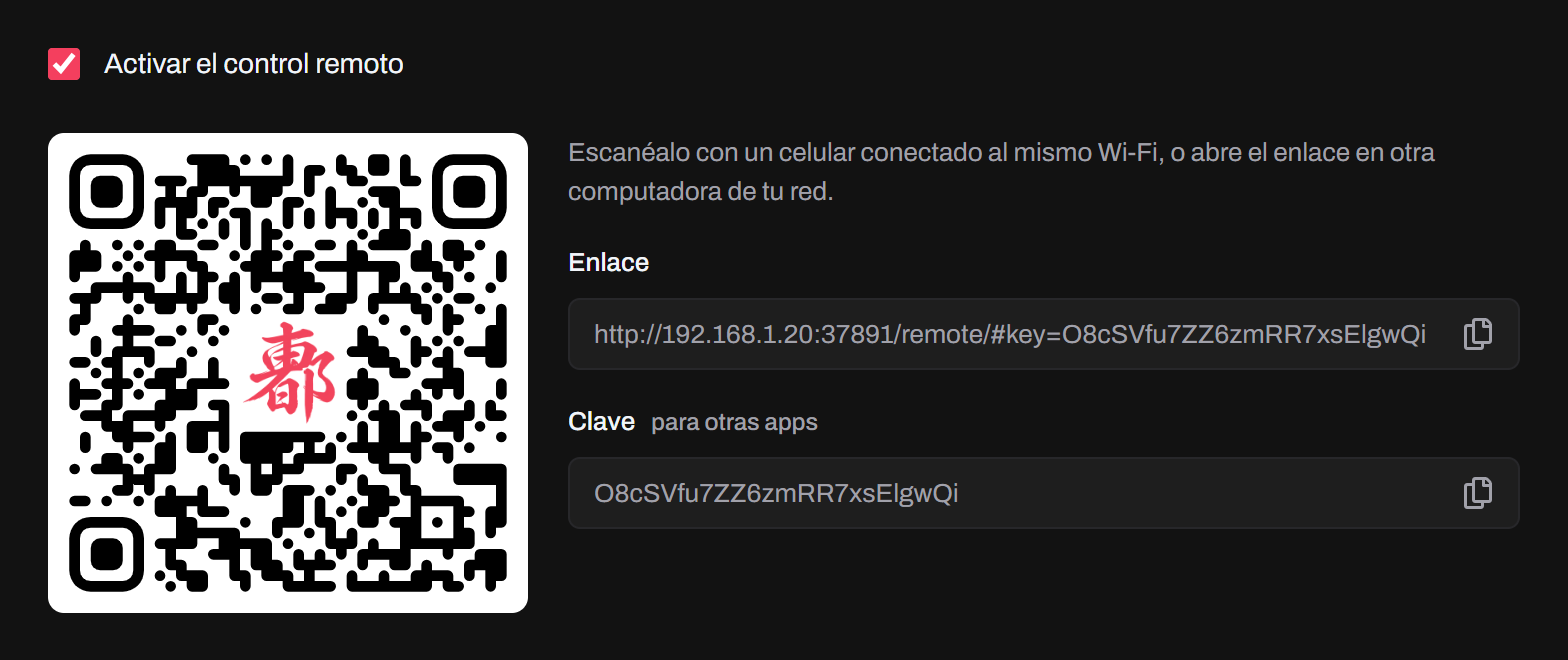 Activar el control remoto
Escanéalo con un celular conectado al mismo Wi-Fi, o abre el enlace en otra
computadora de tu red.
Enlace
http://192.168.1.20:37891/remote/#key=O8cSVfu7ZZ6zmRR7xsElgwQi
Clave para otras apps
O8cSVfu7ZZ6zmRR7xsElgwQi